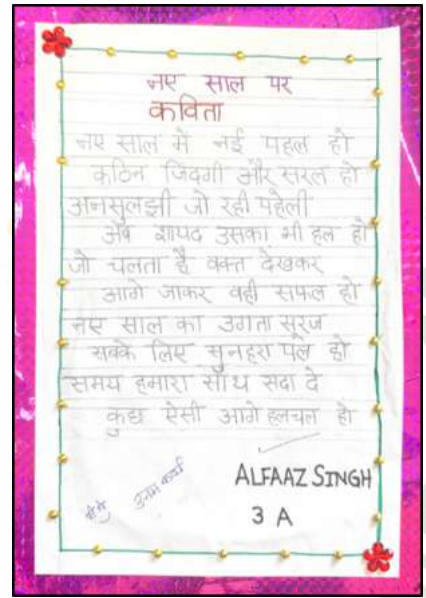 नए साल पर
कविता
नए साल में नई पहल हो
कठिन जिंदगी और सरल हो
अनसुलझी जो रही पहेली
अब शायद उसका भी हल हो
जो चलता है वक्त देखकर
आगे जाकर वही सफल हो
नए साल का उगता सूरज
सबके लिए सुनहरा पल हो
समय हमारा साथ सदा दे
कुछ ऐसी आगे हलचल हो
ALFAAZ SINGH
3 A